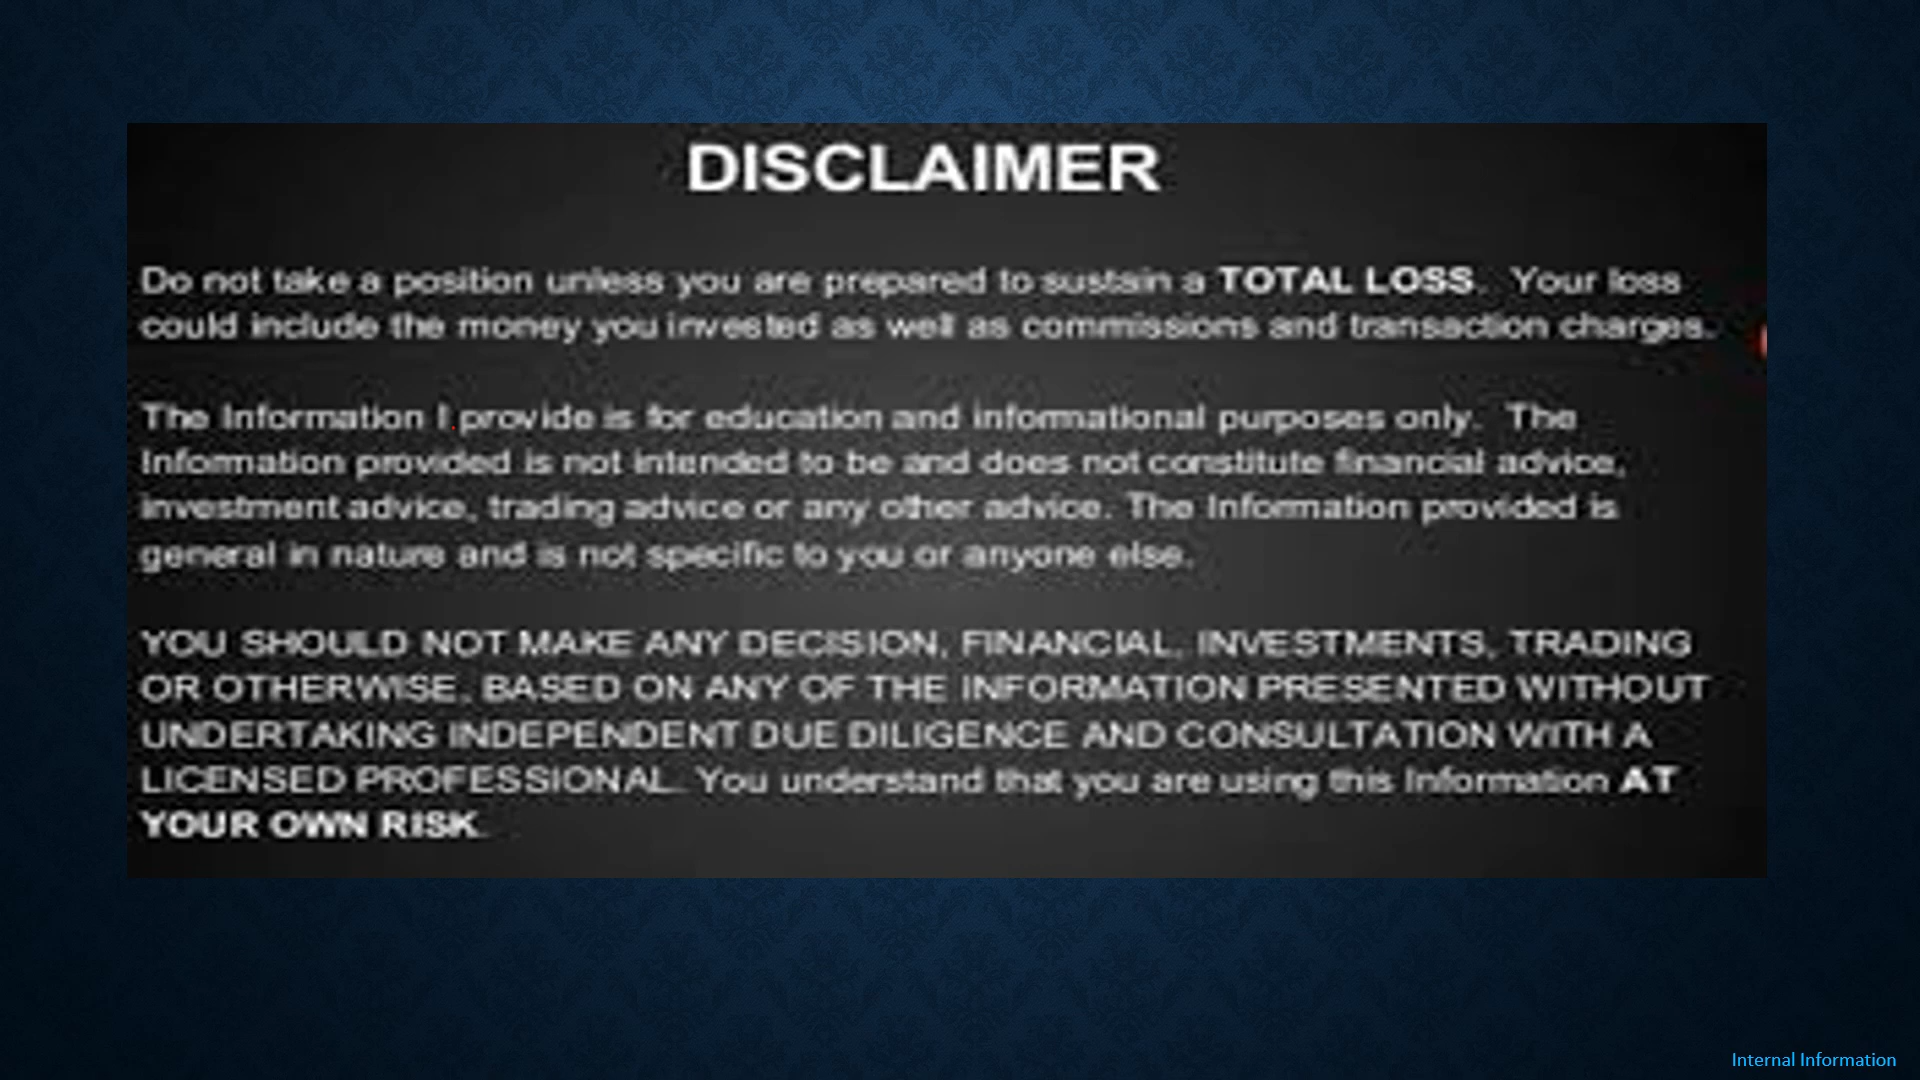 DISCLAIMER
Do not take a position unless you are prepared to sustain a TOTAL LOSS. Your loss
could include the money you invested as well as commissions and transaction charges.
The Information I provide is for education and informational purposes only. The
Information provided is not intended to be and does not constitute financial advice,
investment advice, trading advice or any other advice. The Information provided is
general in nature and is not specific to you or anyone else.
YOU SHOULD NOT MAKE ANY DECISION, FINANCIAL, INVESTMENTS, TRADING
OR OTHERWISE, BASED ON ANY OF THE INFORMATION PRESENTED WITHOUT
UNDERTAKING INDEPENDENT DUE DILIGENCE AND CONSULTATION WITH A
LICENSED PROFESSIONAL. You understand that you are using this Information AT
YOUR OWN RISK.
Internal Information